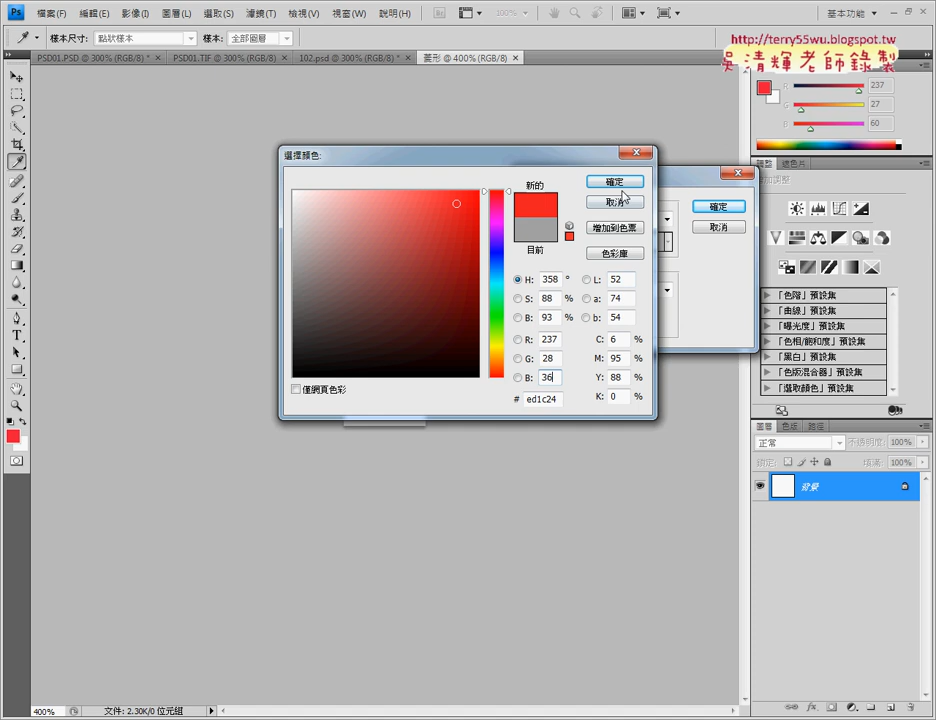 Ps 檔案(F) 編輯(E) 影像(I) 圖層(L) 選取(S) 濾鏡(T) 檢視(V) 視窗(W) 說明(H) 100% 基本功能
樣本尺寸: 點狀樣本 樣本: 全部圖層
http://terry55wu.blogspot.tw
吳清輝老師錄製
PSD01.PSD @ 300% (RGB/8) * × PSD01.TIF @ 300% (RGB/8) × 102.psd @ 300% (RGB/8) * × 菱形 @ 400% (RGB/8) ×
R 237
G 27
B 60
選擇顏色:
新的
目前
確定
取消
增加到色票
色彩庫
H: 358 °
S: 88 %
B: 93 %
R: 237
G: 28
B: 36
# ed1c24
L: 52
a: 74
b: 54
C: 6 %
M: 95 %
Y: 88 %
K: 0 %
僅網頁色彩
確定
取消
調整 遮色片
增加調整
「色階」預設集
「曲線」預設集
「曝光度」預設集
「色相/飽和度」預設集
「黑白」預設集
「色版混合器」預設集
「選取顏色」預設集
圖層 色版 路徑
正常 不透明度: 100%
鎖定: 填滿: 100%
背景
400% 文件: 2.30K/0 位元組